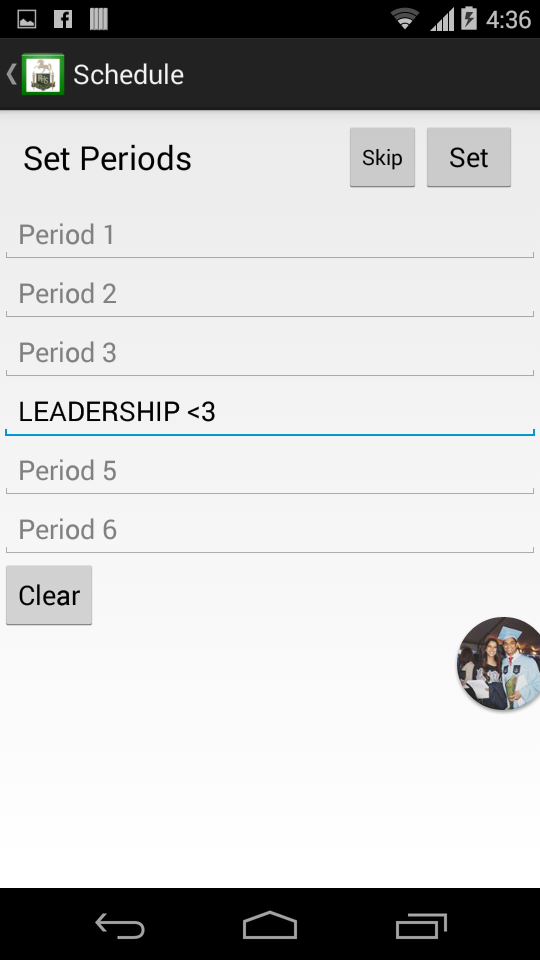 4:36
Schedule
Set Periods
Skip
Set
Period 1
Period 2
Period 3
LEADERSHIP <3
Period 5
Period 6
Clear